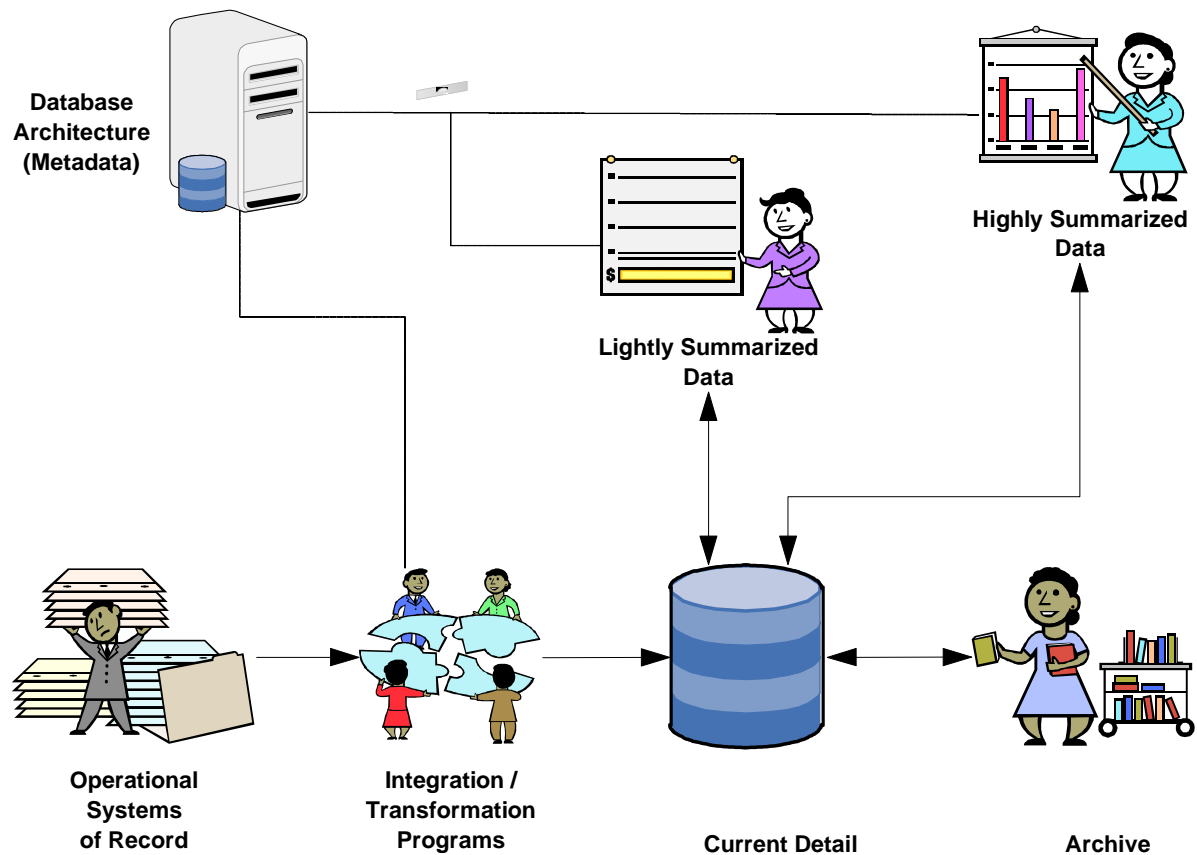 Database
Architecture
(Metadata)
Highly Summarized
Data
$
Lightly Summarized
Data
Operational
Systems
of Record
Integration /
Transformation
Programs
Current Detail
Archive